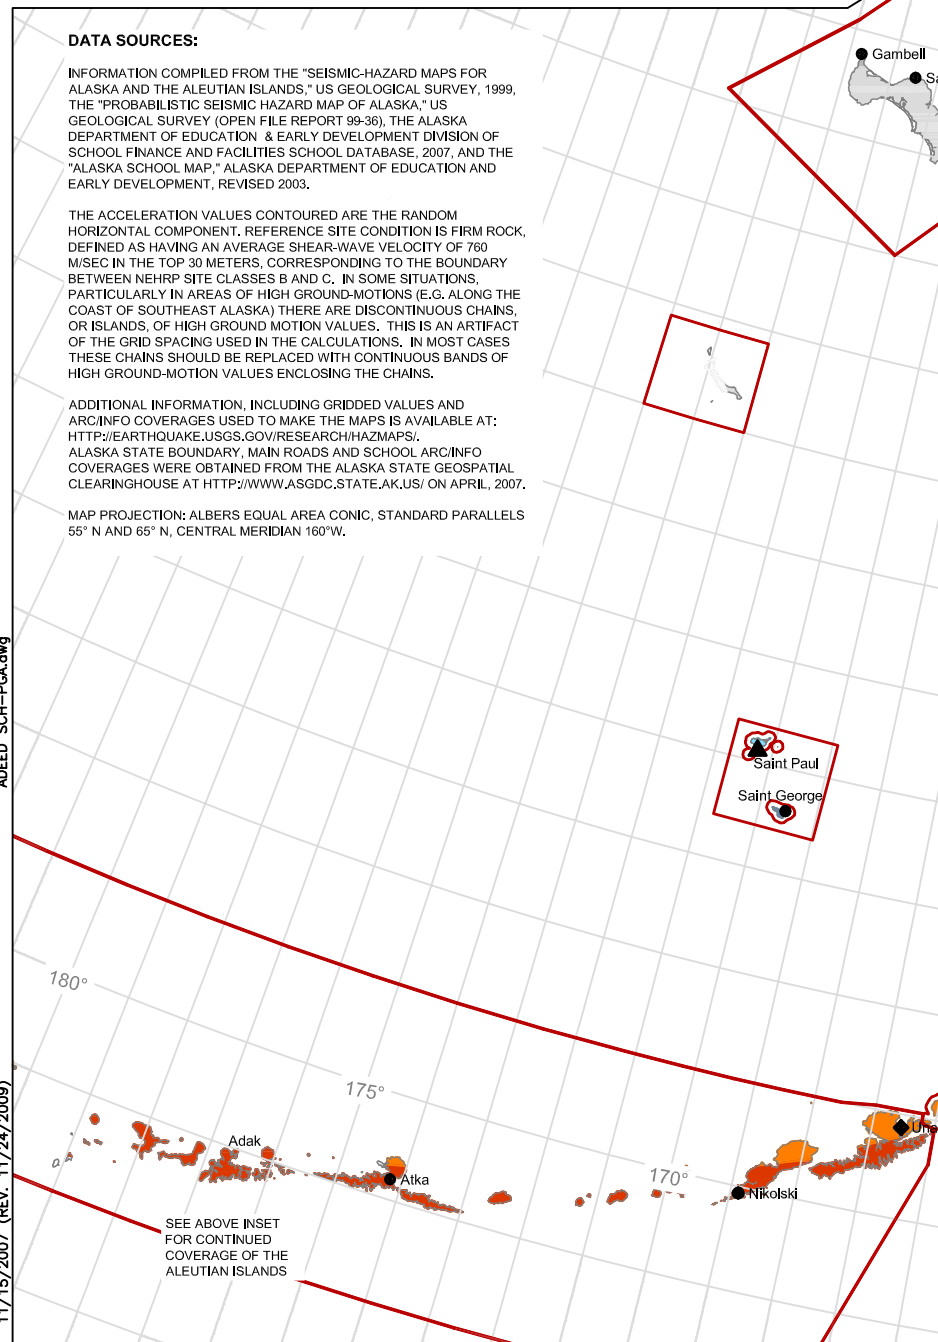 DATA SOURCES:
INFORMATION COMPILED FROM THE "SEISMIC-HAZARD MAPS FOR
ALASKA AND THE ALEUTIAN ISLANDS," US GEOLOGICAL SURVEY, 1999,
THE "PROBABILISTIC SEISMIC HAZARD MAP OF ALASKA," US
GEOLOGICAL SURVEY (OPEN FILE REPORT 99-36), THE ALASKA
DEPARTMENT OF EDUCATION & EARLY DEVELOPMENT DIVISION OF
SCHOOL FINANCE AND FACILITIES SCHOOL DATABASE, 2007, AND THE
"ALASKA SCHOOL MAP," ALASKA DEPARTMENT OF EDUCATION AND
EARLY DEVELOPMENT, REVISED 2003.
THE ACCELERATION VALUES CONTOURED ARE THE RANDOM
HORIZONTAL COMPONENT. REFERENCE SITE CONDITION IS FIRM ROCK,
DEFINED AS HAVING AN AVERAGE SHEAR-WAVE VELOCITY OF 760
M/SEC IN THE TOP 30 METERS, CORRESPONDING TO THE BOUNDARY
BETWEEN NEHRP SITE CLASSES B AND C. IN SOME SITUATIONS,
PARTICULARLY IN AREAS OF HIGH GROUND-MOTIONS (E.G. ALONG THE
COAST OF SOUTHEAST ALASKA) THERE ARE DISCONTINUOUS CHAINS,
OR ISLANDS, OF HIGH GROUND MOTION VALUES. THIS IS AN ARTIFACT
OF THE GRID SPACING USED IN THE CALCULATIONS. IN MOST CASES
THESE CHAINS SHOULD BE REPLACED WITH CONTINUOUS BANDS OF
HIGH GROUND-MOTION VALUES ENCLOSING THE CHAINS.
ADDITIONAL INFORMATION, INCLUDING GRIDDED VALUES AND
ARC/INFO COVERAGES USED TO MAKE THE MAPS IS AVAILABLE AT:
HTTP://EARTHQUAKE.USGS.GOV/RESEARCH/HAZMAPS/.
ALASKA STATE BOUNDARY, MAIN ROADS AND SCHOOL ARC/INFO
COVERAGES WERE OBTAINED FROM THE ALASKA STATE GEOSPATIAL
CLEARINGHOUSE AT HTTP://WWW.ASGDC.STATE.AK.US/ ON APRIL, 2007.
MAP PROJECTION: ALBERS EQUAL AREA CONIC, STANDARD PARALLELS
55° N AND 65° N, CENTRAL MERIDIAN 160°W.
Gambell
Sa
Saint Paul
Saint George
180°
175°
170°
Adak
Atka
Nikolski
Una
SEE ABOVE INSET
FOR CONTINUED
COVERAGE OF THE
ALEUTIAN ISLANDS
ADEED SCH-PGA.dwg
11/15/2007 (REV. 11/24/2009)